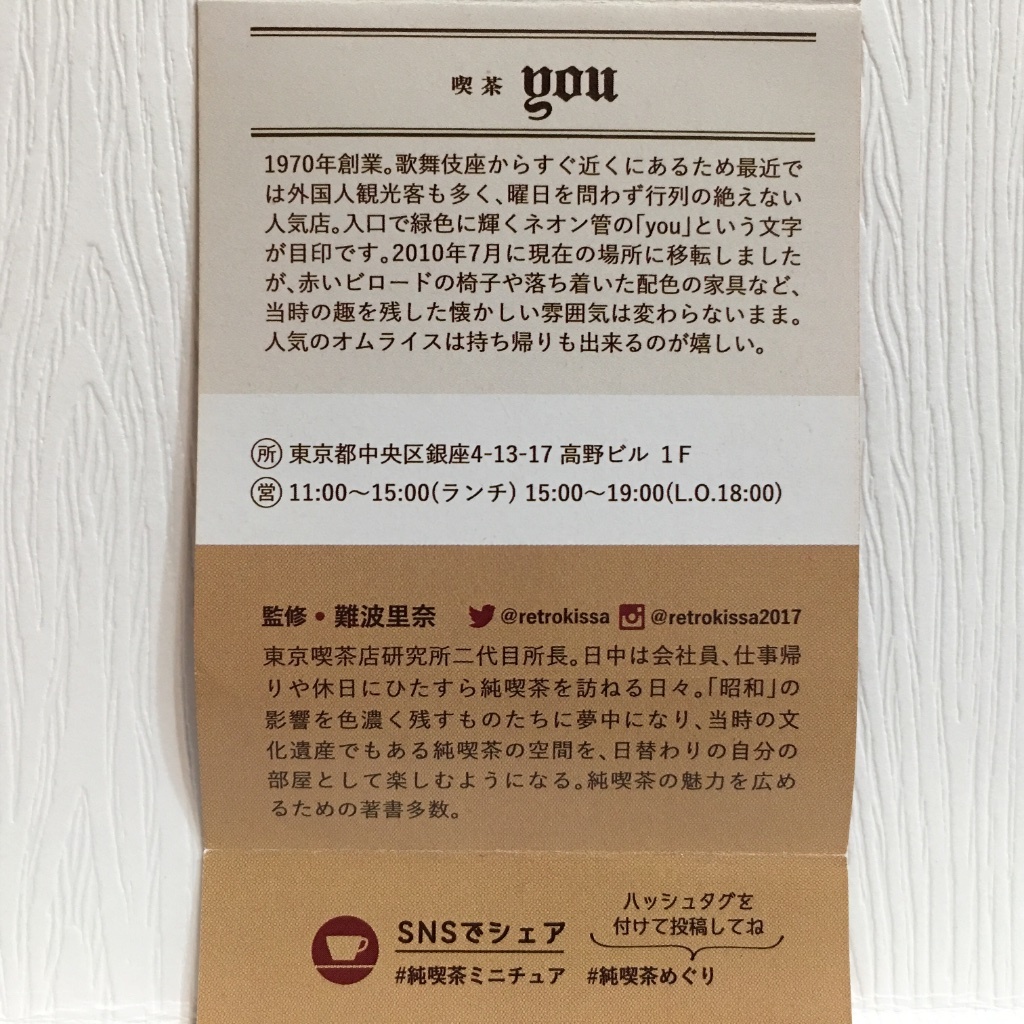 喫茶 you
1970年創業。歌舞伎座からすぐ近くにあるため最近で
は外国人観光客も多く、曜日を問わず行列の絶えない
人気店。入口で緑色に輝くネオン管の「you」という文字
が目印です。2010年7月に現在の場所に移転しました
が、赤いビロードの椅子や落ち着いた配色の家具など、
当時の趣を残した懐かしい雰囲気は変わらないまま。
人気のオムライスは持ち帰りも出来るのが嬉しい。
所 東京都中央区銀座4-13-17 高野ビル 1F
営 11:00〜15:00(ランチ) 15:00〜19:00(L.O.18:00)
監修・難波里奈 @retrokissa @retrokissa2017
東京喫茶店研究所二代目所長。日中は会社員、仕事帰
りや休日にひたすら純喫茶を訪ねる日々。「昭和」の
影響を色濃く残すものたちに夢中になり、当時の文
化遺産でもある純喫茶の空間を、日替わりの自分の
部屋として楽しむようになる。純喫茶の魅力を広め
るための著書多数。
SNSでシェア
ハッシュタグを
付けて投稿してね
#純喫茶ミニチュア #純喫茶めぐり